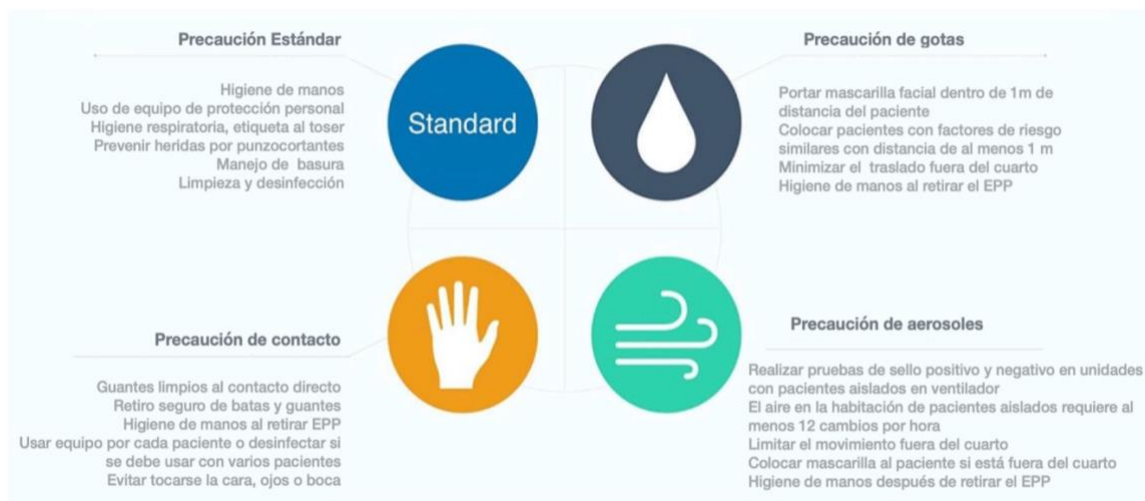 Precaución Estándar
Higiene de manos
Uso de equipo de protección personal
Higiene respiratoria, etiqueta al toser
Prevenir heridas por punzocortantes
Manejo de basura
Limpieza y desinfección
Standard
Precaución de gotas
Portar mascarilla facial dentro de 1m de
distancia del paciente
Colocar pacientes con factores de riesgo
similares con distancia de al menos 1 m
Minimizar el traslado fuera del cuarto
Higiene de manos al retirar el EPP
Precaución de contacto
Guantes limpios al contacto directo
Retiro seguro de batas y guantes
Higiene de manos al retirar EPP
Usar equipo por cada paciente o desinfectar si
se debe usar con varios pacientes
Evitar tocarse la cara, ojos o boca
Precaución de aerosoles
Realizar pruebas de sello positivo y negativo en unidades
con pacientes aislados en ventilador
El aire en la habitación de pacientes aislados requiere al
menos 12 cambios por hora
Limitar el movimiento fuera del cuarto
Colocar mascarilla al paciente si está fuera del cuarto
Higiene de manos después de retirar el EPP